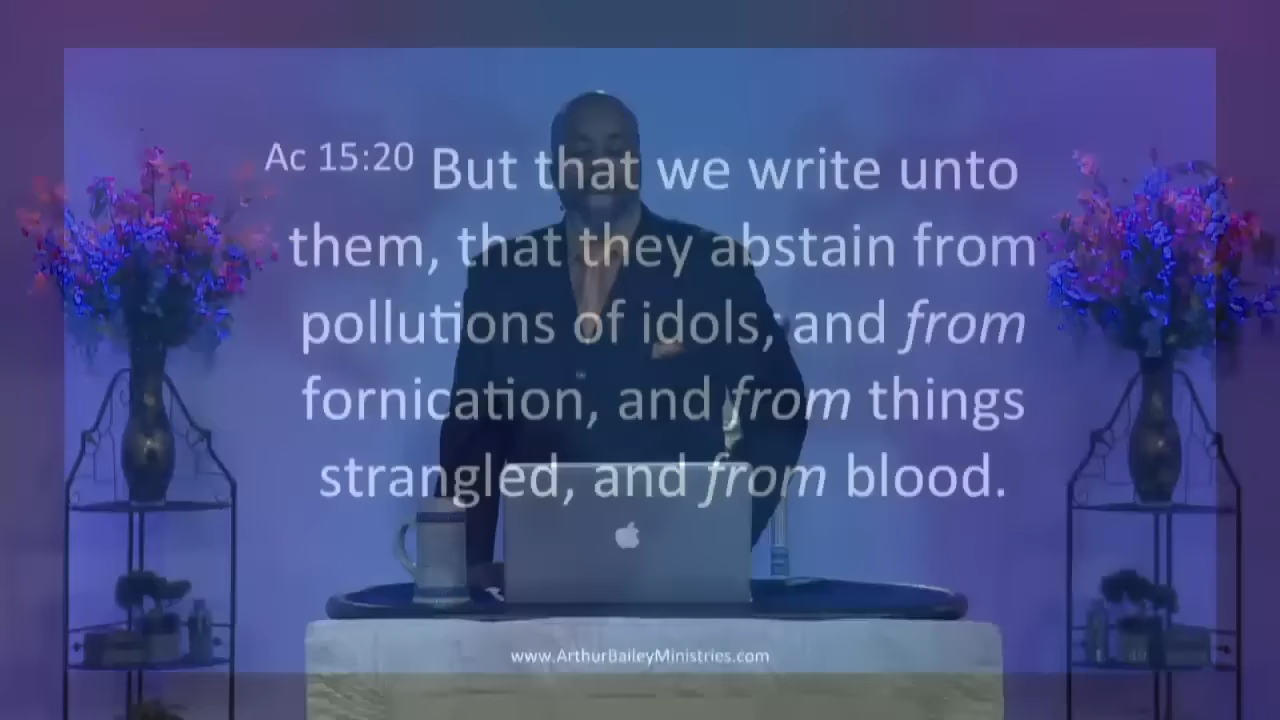 Ac 15:20 But that we write unto
them, that they abstain from
pollutions of idols, and from
fornication, and from things
strangled, and from blood.
www.ArthurBaileyMinistries.com